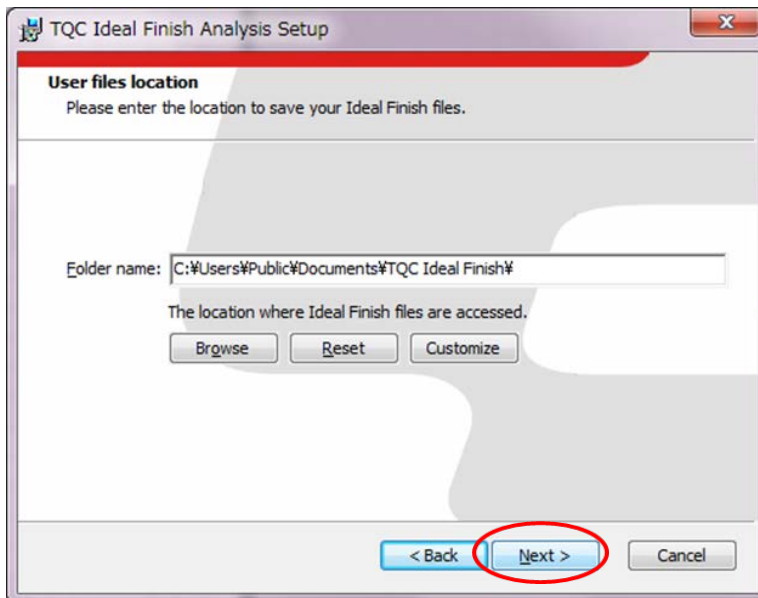 TQC Ideal Finish Analysis Setup
User files location
Please enter the location to save your Ideal Finish files.
Folder name: C:¥Users¥Public¥Documents¥TQC Ideal Finish¥
The location where Ideal Finish files are accessed.
Browse Reset Customize
< Back Next > Cancel